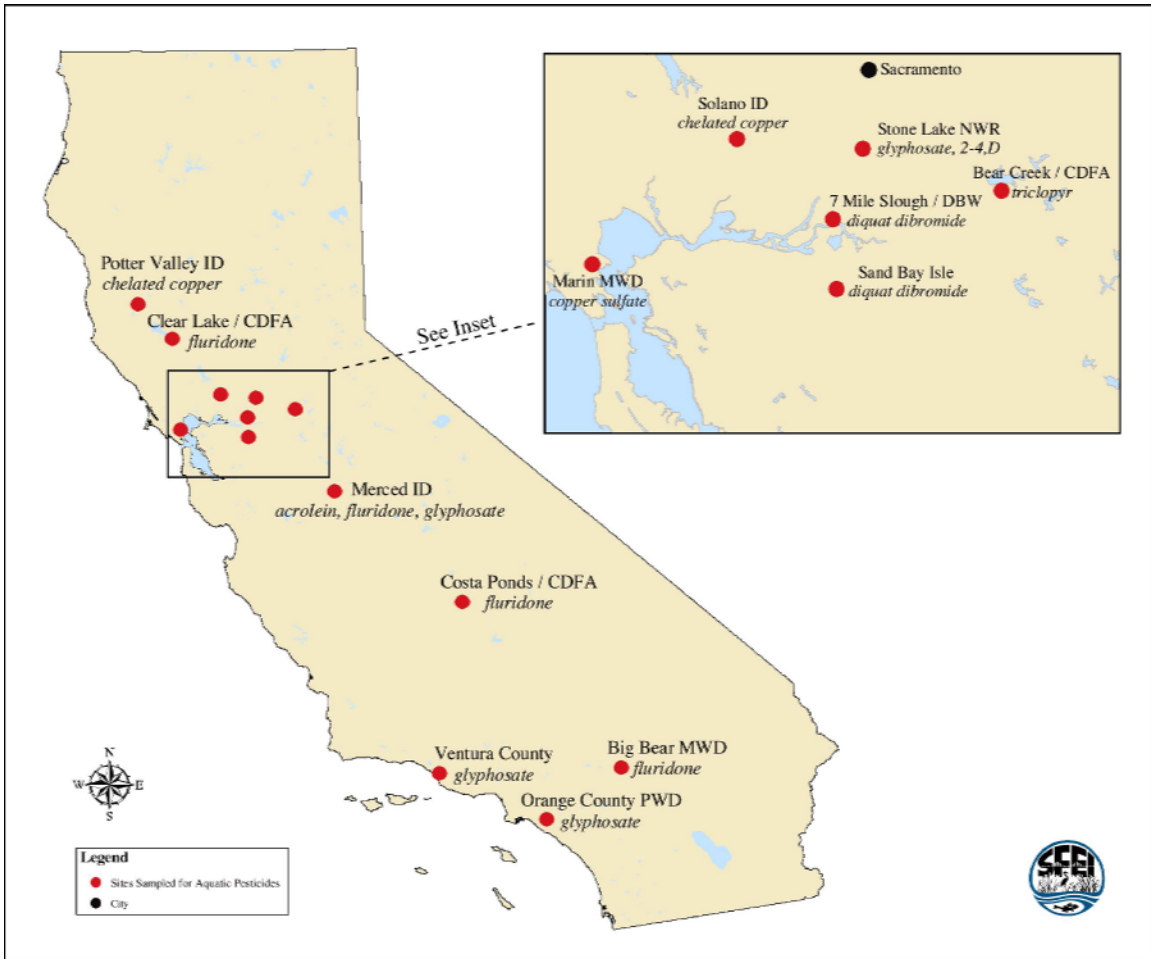 Sacramento
Solano ID
chelated copper
Stone Lake NWR
glyphosate, 2-4,D
Bear Creek / CDFA
triclopyr
7 Mile Slough / DBW
diquat dibromide
Sand Bay Isle
diquat dibromide
Marin MWD
copper sulfate
Potter Valley ID
chelated copper
Clear Lake / CDFA
fluridone
See Inset
Merced ID
acrolein, fluridone, glyphosate
Costa Ponds / CDFA
fluridone
Ventura County
glyphosate
Big Bear MWD
fluridone
Orange County PWD
glyphosate
N
W E
S
Legend
Sites Sampled for Aquatic Pesticides
City
SFEI